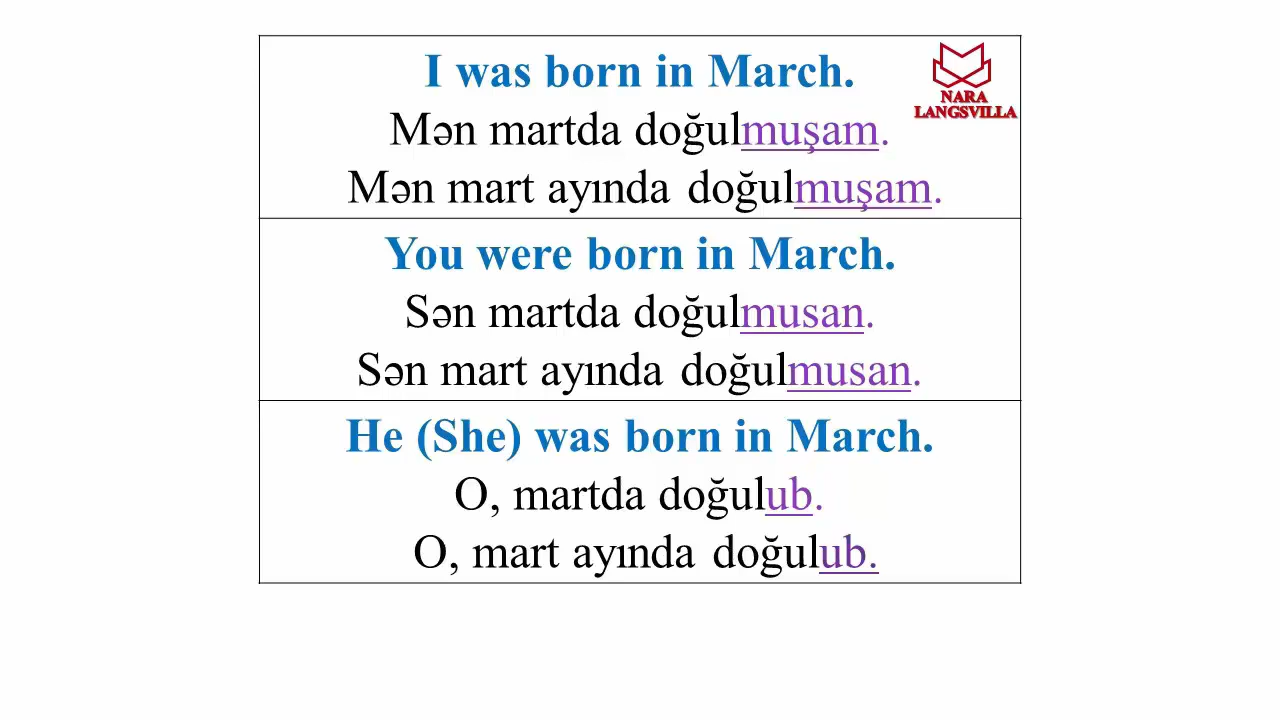 I was born in March.
NARA
LANGSVILLA
Mən martda doğulmuşam.
Mən mart ayında doğulmuşam.
You were born in March.
Sən martda doğulmusan.
Sən mart ayında doğulmusan.
He (She) was born in March.
O, martda doğulub.
O, mart ayında doğulub.